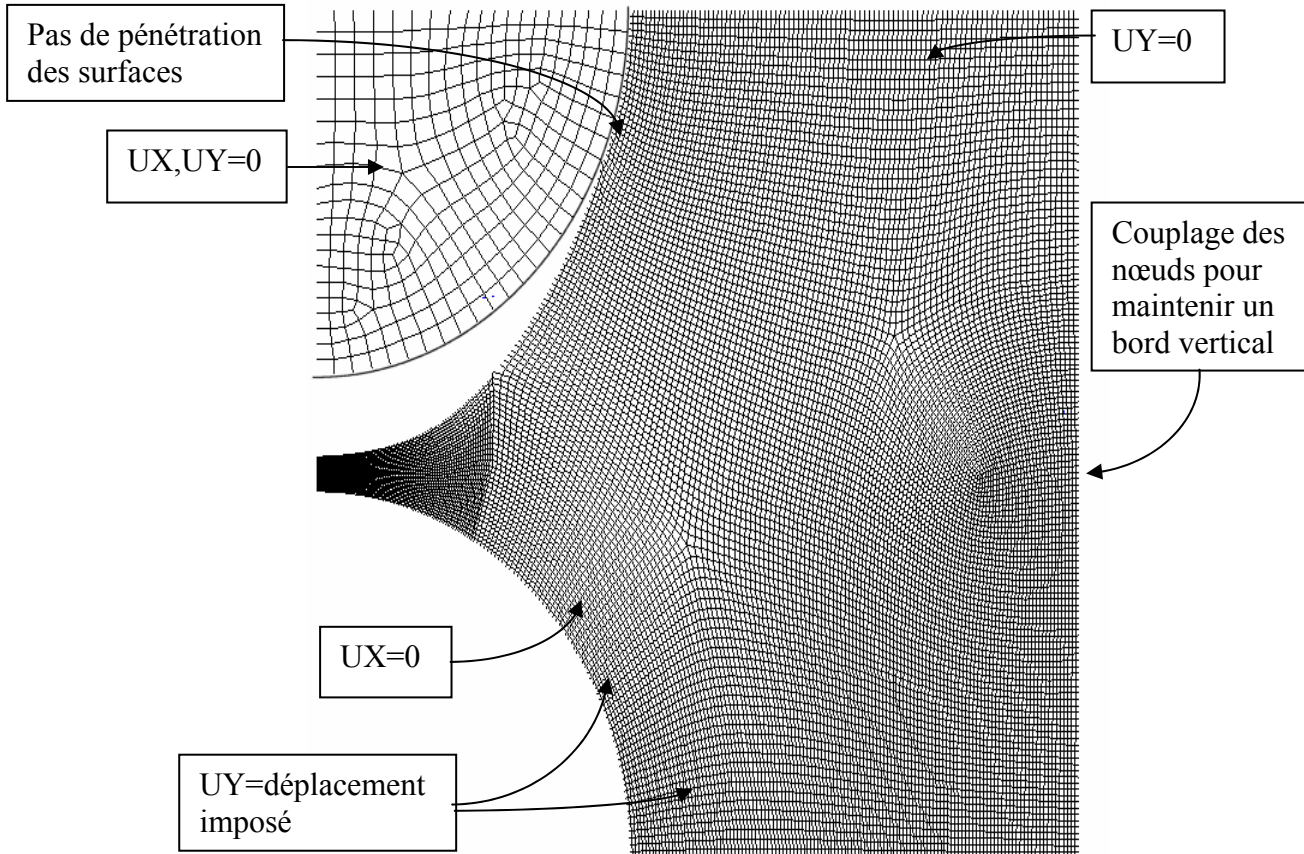 Pas de pénétration
des surfaces
UY=0
UX,UY=0
Couplage des
nœuds pour
maintenir un
bord vertical
UX=0
UY=déplacement
imposé